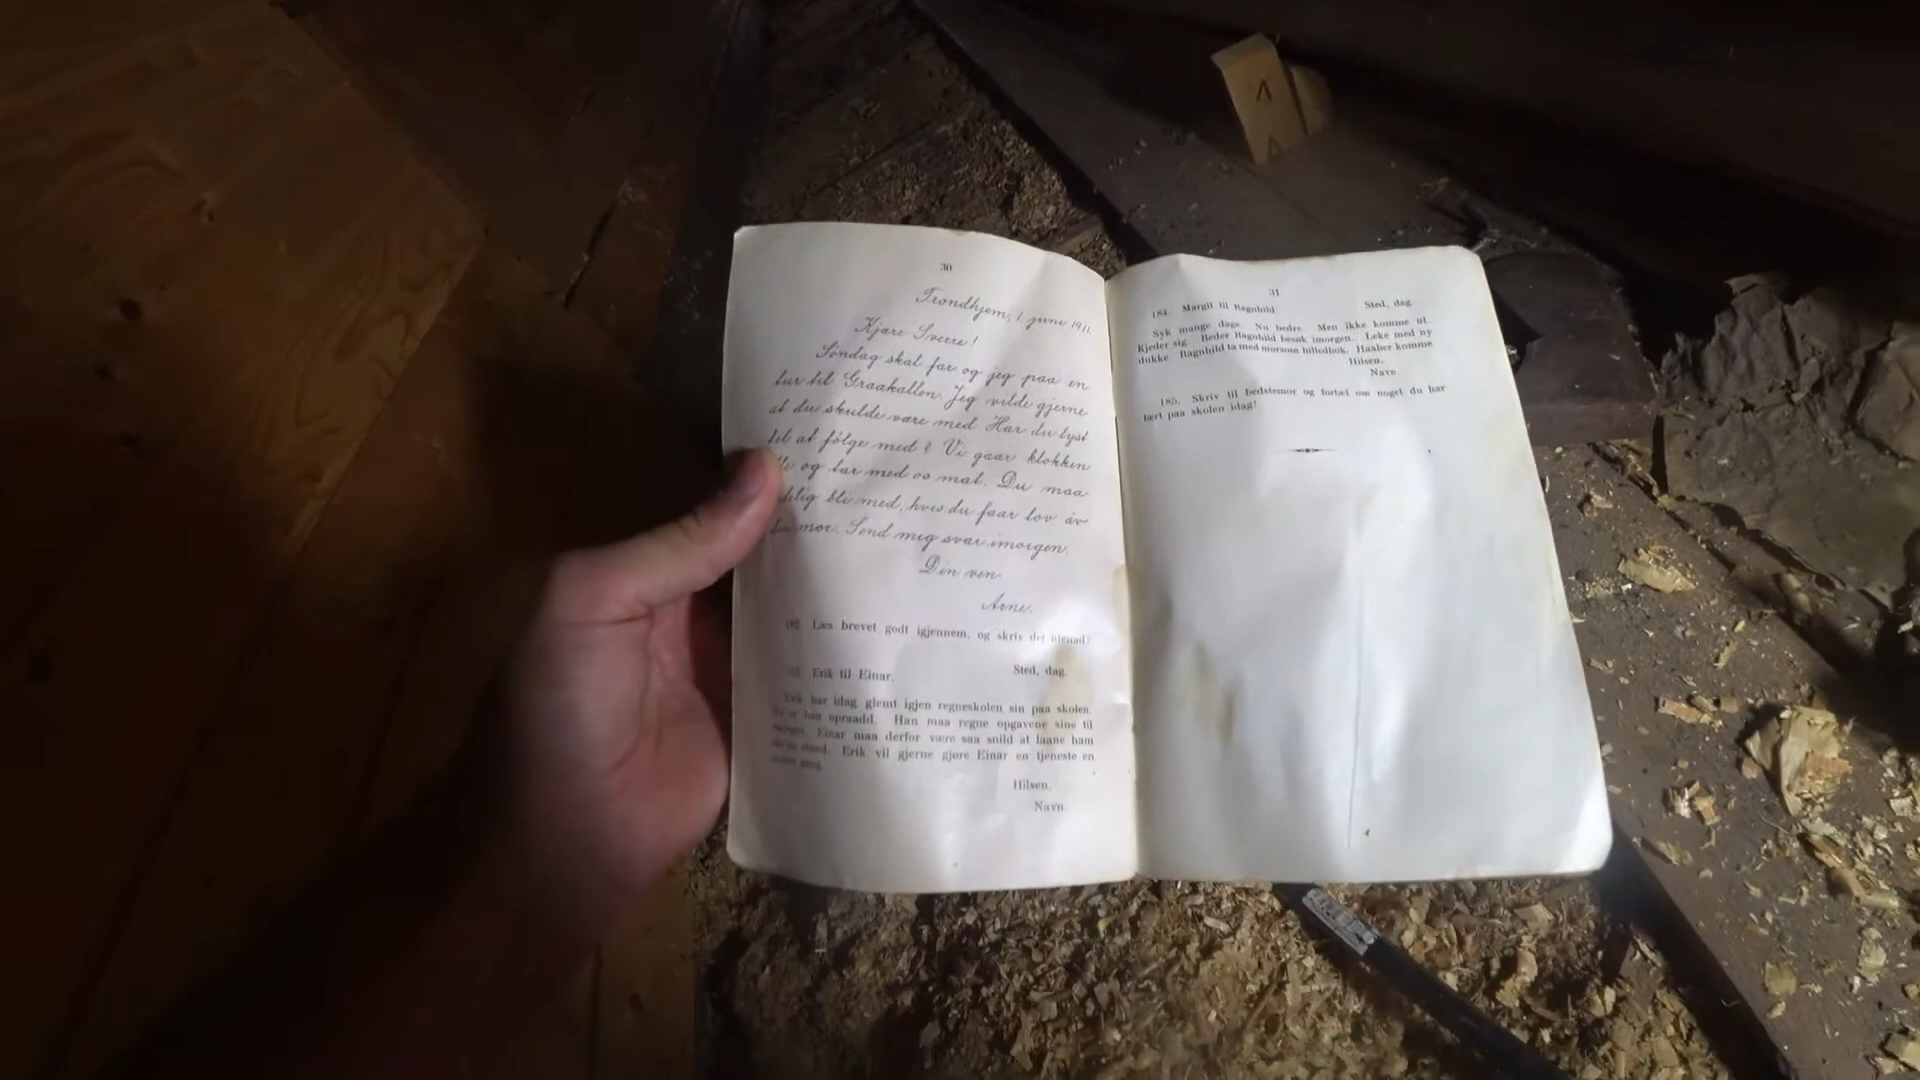 30
Trondhjem, 1. juni 1911.
Kjære Sverre!
Søndag skal far og jeg paa en
tur til Graakallen. Jeg vilde gjerne
at du skulde være med. Har du lyst
til at følge med? Vi gaar klokken
og tar med os mat. Du maa
bli med, hvis du faar lov av
mor. Send mig svar imorgen.
Din ven
Arne.
182. Læs brevet godt igjennem, og skriv det utenad!
Erik til Einar.
Sted, dag.
Erik har idag glemt igjen regneskolen sin paa skolen.
han opraadd. Han maa regne opgavene sine til
Einar maa derfor være saa snild at laane ham
Erik vil gjerne gjøre Einar en tjeneste en
gang.
Hilsen.
Navn.
31
184. Margit til Ragnhild
Sted, dag.
Syk mange dage. Nu bedre. Men ikke komme ut.
Kjeder sig. Beder Ragnhild besøk imorgen. Leke med ny
dukke. Ragnhild ta med morsom billedbok. Haaber komme.
Hilsen.
Navn.
185. Skriv til bedstemor og fortæl om noget du har
lært paa skolen idag!